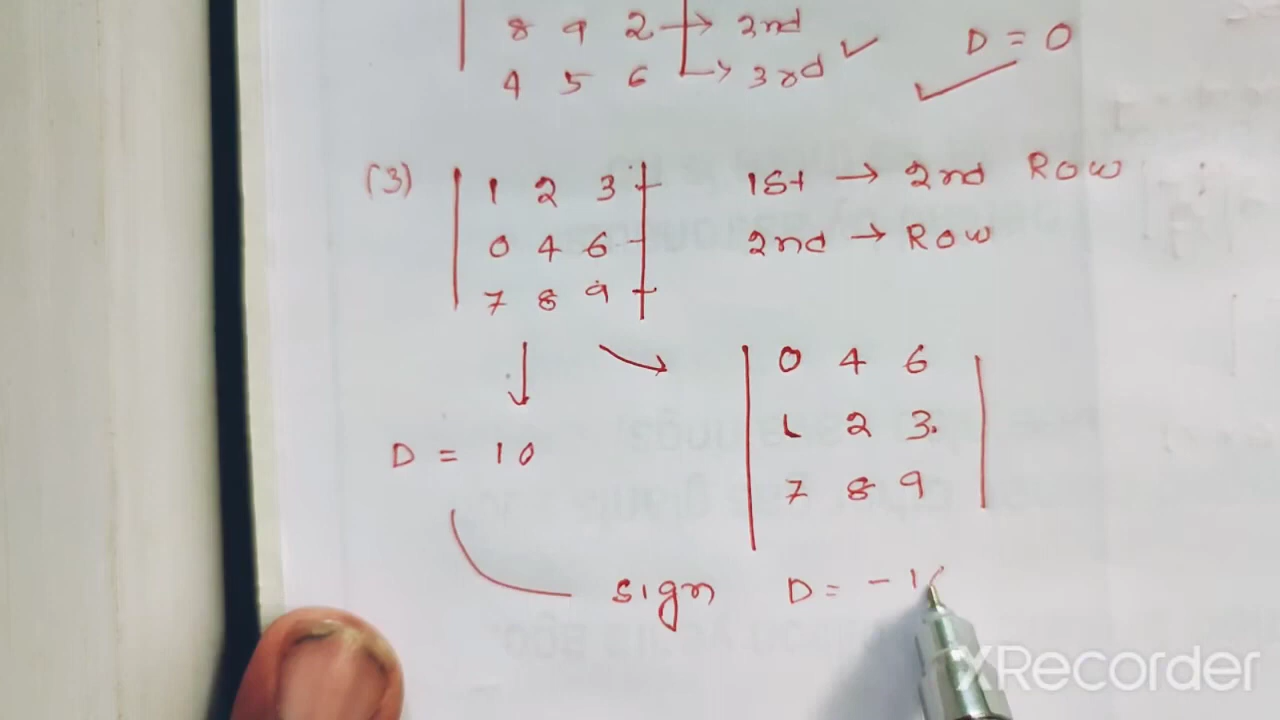 8 9 2 → 2nd
4 5 6 → 3rd ✓ D = 0
(3) 1 2 3 1st → 2nd Row
0 4 6 2nd → Row
7 8 9
0 4 6
1 2 3.
D = 10
7 8 9
sign D = - 1
XRecorder